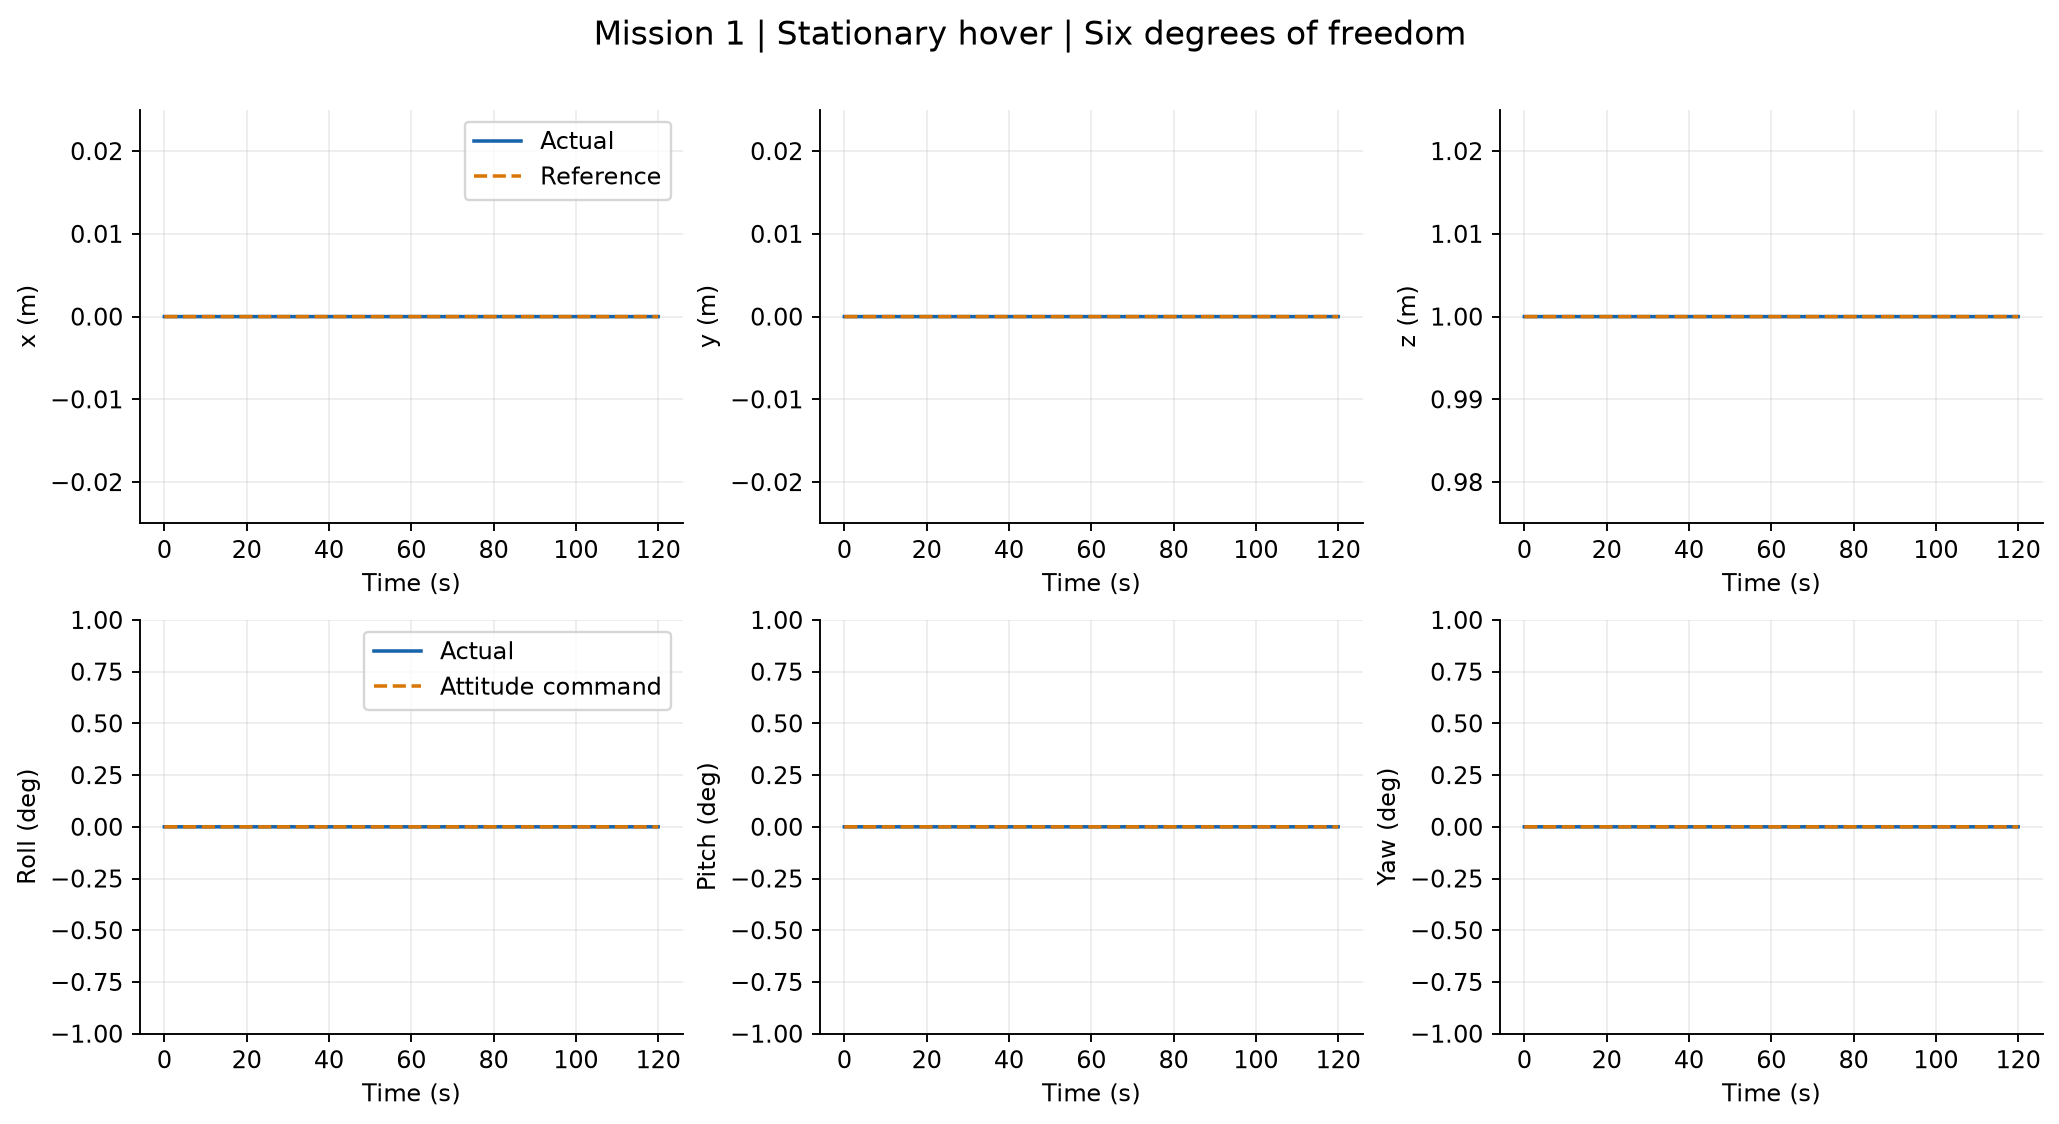 Mission 1 | Stationary hover | Six degrees of freedom
x (m)
0.02
0.01
0.00
−0.01
−0.02
Actual
Reference
0 20 40 60 80 100 120
Time (s)
y (m)
0.02
0.01
0.00
−0.01
−0.02
0 20 40 60 80 100 120
Time (s)
z (m)
1.02
1.01
1.00
0.99
0.98
0 20 40 60 80 100 120
Time (s)
Roll (deg)
1.00
0.75
0.50
0.25
0.00
−0.25
−0.50
−0.75
−1.00
Actual
Attitude command
0 20 40 60 80 100 120
Time (s)
Pitch (deg)
1.00
0.75
0.50
0.25
0.00
−0.25
−0.50
−0.75
−1.00
0 20 40 60 80 100 120
Time (s)
Yaw (deg)
1.00
0.75
0.50
0.25
0.00
−0.25
−0.50
−0.75
−1.00
0 20 40 60 80 100 120
Time (s)